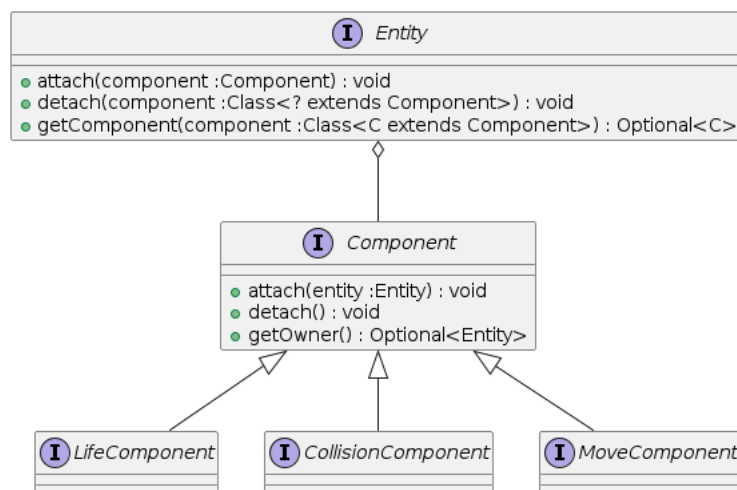 I Entity
attach(component :Component) : void
detach(component :Class<? extends Component>) : void
getComponent(component :Class<C extends Component>) : Optional<C>
I Component
attach(entity :Entity) : void
detach() : void
getOwner() : Optional<Entity>
I LifeComponent
I CollisionComponent
I MoveComponent